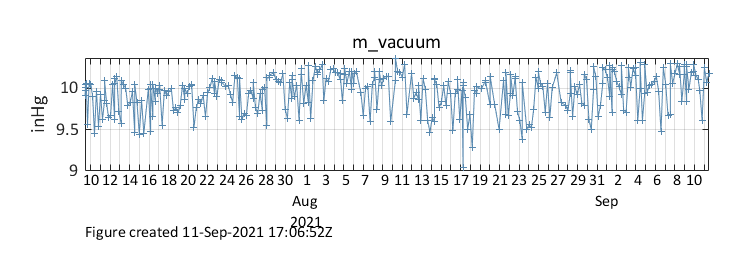 m_vacuum
inHg
10
9.5
9
10 12 14 16 18 20 22 24 26 28 30 1 3 5 7 9 11 13 15 17 19 21 23 25 27 29 31 2 4 6 8 10
Aug Sep
2021
Figure created 11-Sep-2021 17:06:52Z